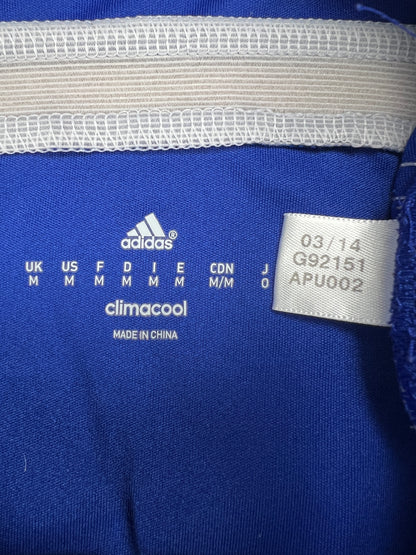 adidas®
UK US F D I E CDN J
M M M M M M M/M O
climacool
MADE IN CHINA
03/14
G92151
APU002